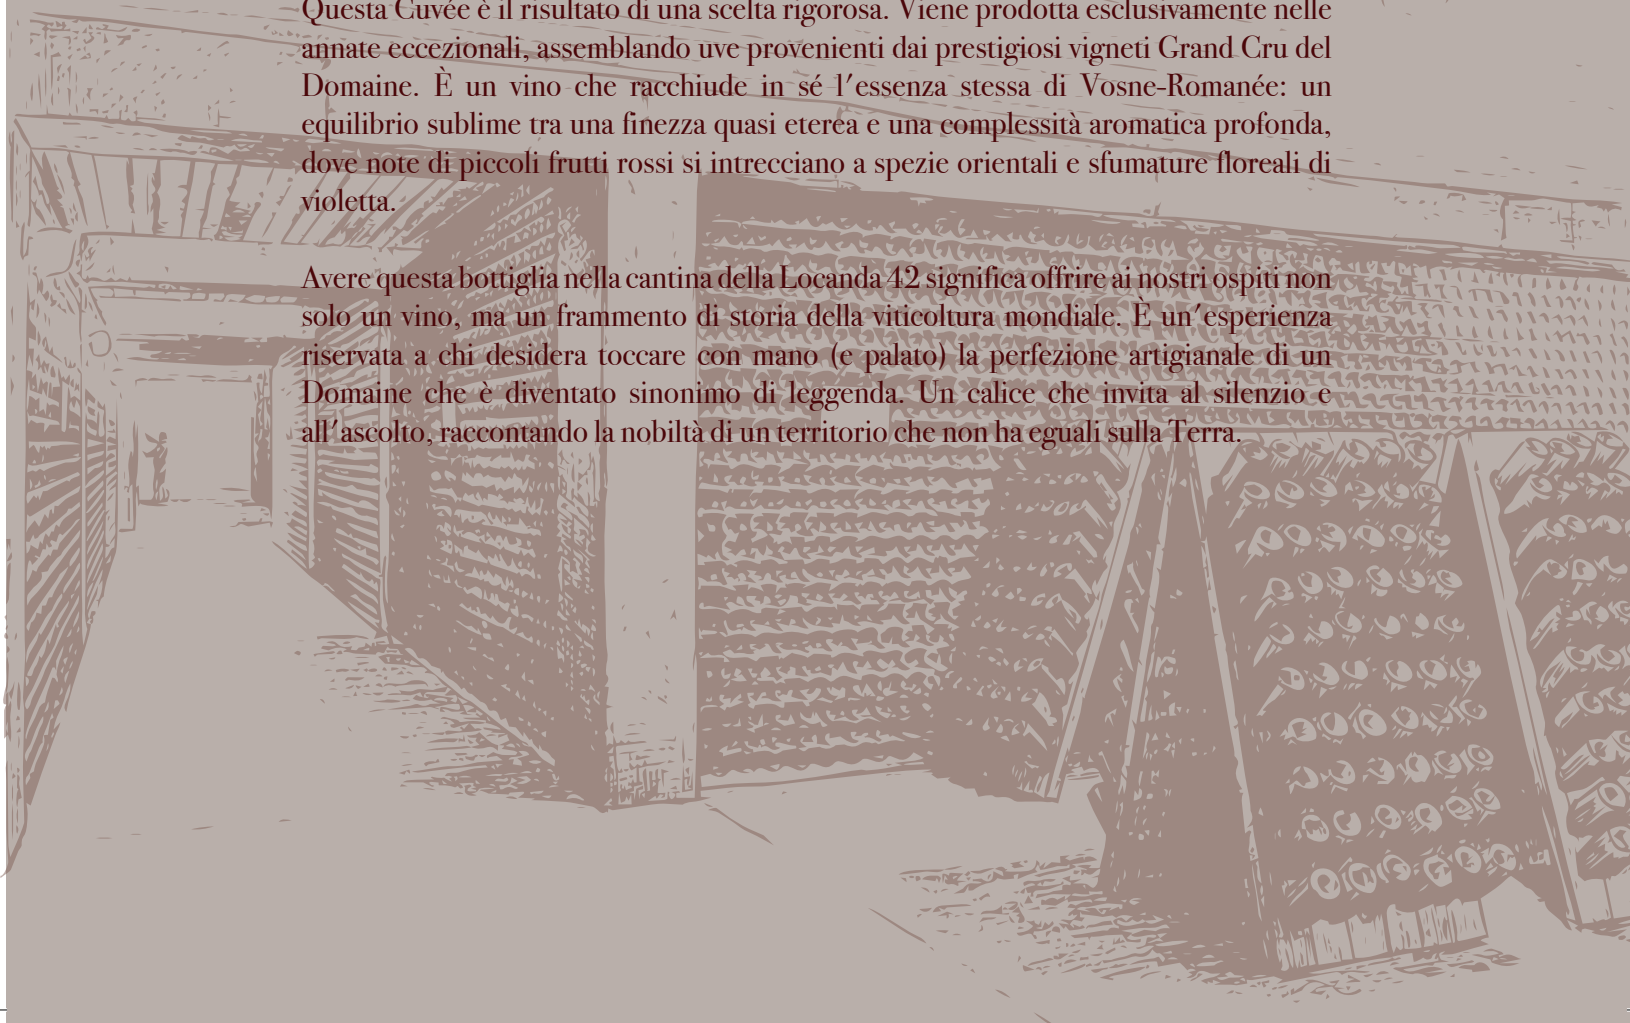 Questa Cuvée è il risultato di una scelta rigorosa. Viene prodotta esclusivamente nelle
annate eccezionali, assemblando uve provenienti dai prestigiosi vigneti Grand Cru del
Domaine. È un vino che racchiude in sé l'essenza stessa di Vosne-Romanée: un
equilibrio sublime tra una finezza quasi eterea e una complessità aromatica profonda,
dove note di piccoli frutti rossi si intrecciano a spezie orientali e sfumature floreali di
violetta.
Avere questa bottiglia nella cantina della Locanda 42 significa offrire ai nostri ospiti non
solo un vino, ma un frammento di storia della viticoltura mondiale. È un'esperienza
riservata a chi desidera toccare con mano (e palato) la perfezione artigianale di un
Domaine che è diventato sinonimo di leggenda. Un calice che invita al silenzio e
all'ascolto, raccontando la nobiltà di un territorio che non ha eguali sulla Terra.